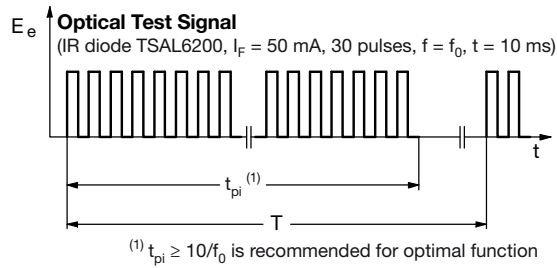 E e
Optical Test Signal
(IR diode TSAL6200, I_F = 50 mA, 30 pulses, f = f_0, t = 10 ms)
t
t_pi (1)
T
(1) t_pi ≥ 10/f_0 is recommended for optimal function